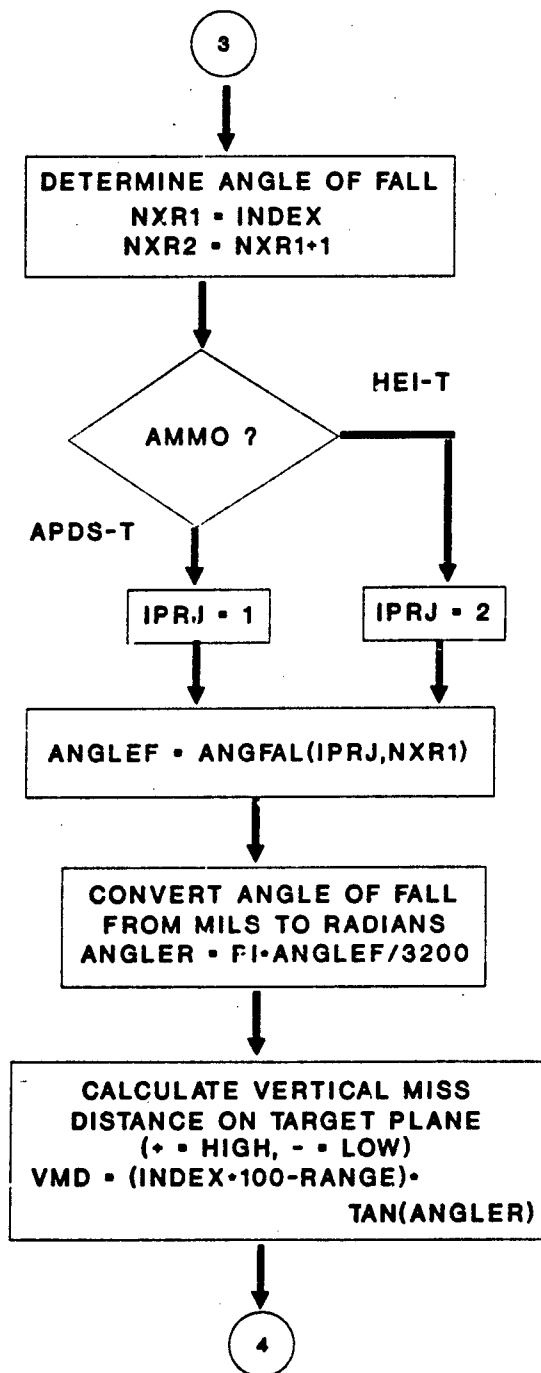 3
DETERMINE ANGLE OF FALL
NXR1 = INDEX
NXR2 = NXR1+1
AMMO ?
HEI-T
APDS-T
IPRJ = 1
IPRJ = 2
ANGLEF = ANGFAL(IPRJ,NXR1)
CONVERT ANGLE OF FALL
FROM MILS TO RADIANS
ANGLER = PI*ANGLEF/3200
CALCULATE VERTICAL MISS
DISTANCE ON TARGET PLANE
(+ = HIGH, - = LOW)
VMD = (INDEX*100-RANGE)*
TAN(ANGLER)
4